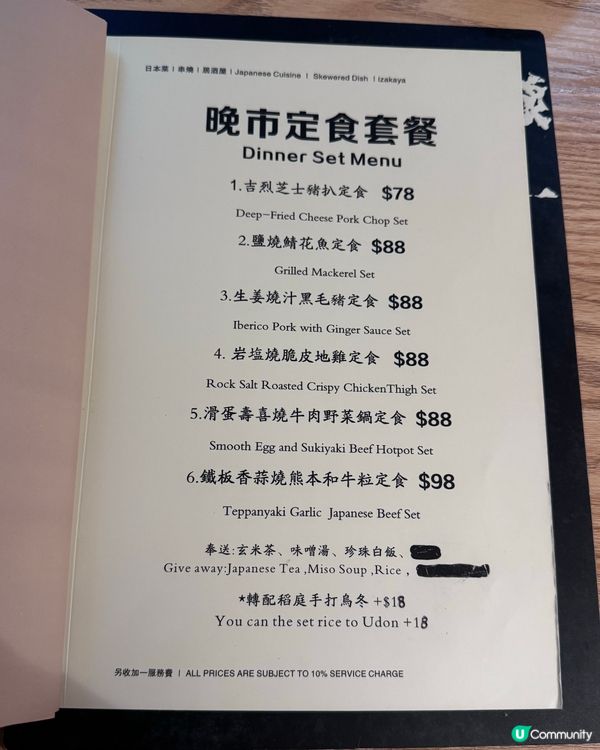 日本菜 | 串燒 | 居酒屋 | Japanese Cuisine | Skewered Dish | Izakaya
晚市定食套餐
Dinner Set Menu
1.吉烈芝士豬扒定食 $78
Deep-Fried Cheese Pork Chop Set
2.鹽燒鯖花魚定食 $88
Grilled Mackerel Set
3.生姜燒汁黑毛豬定食 $88
Iberico Pork with Ginger Sauce Set
4. 岩塩燒脆皮地雞定食 $88
Rock Salt Roasted Crispy ChickenThigh Set
5.滑蛋壽喜燒牛肉野菜鍋定食 $88
Smooth Egg and Sukiyaki Beef Hotpot Set
6.鐵板香蒜燒熊本和牛粒定食 $98
Teppanyaki Garlic Japanese Beef Set
奉送:玄米茶、味噌湯、珍珠白飯、
Give away:Japanese Tea ,Miso Soup ,Rice ,
*轉配稻庭手打烏冬 +$18
You can the set rice to Udon +18
另收加一服務費 | ALL PRICES ARE SUBJECT TO 10% SERVICE CHARGE
U Community